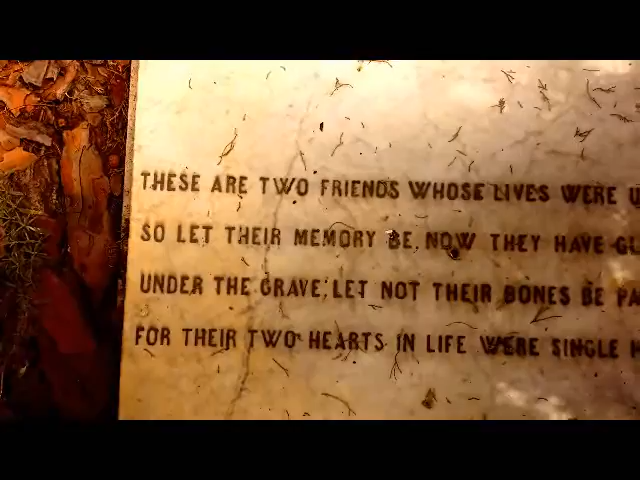 THESE ARE TWO FRIENDS WHOSE LIVES WERE
SO LET THEIR MEMORY BE, NOW THEY HAVE
UNDER THE GRAVE; LET NOT THEIR BONES BE
FOR THEIR TWO HEARTS IN LIFE WERE SINGLE